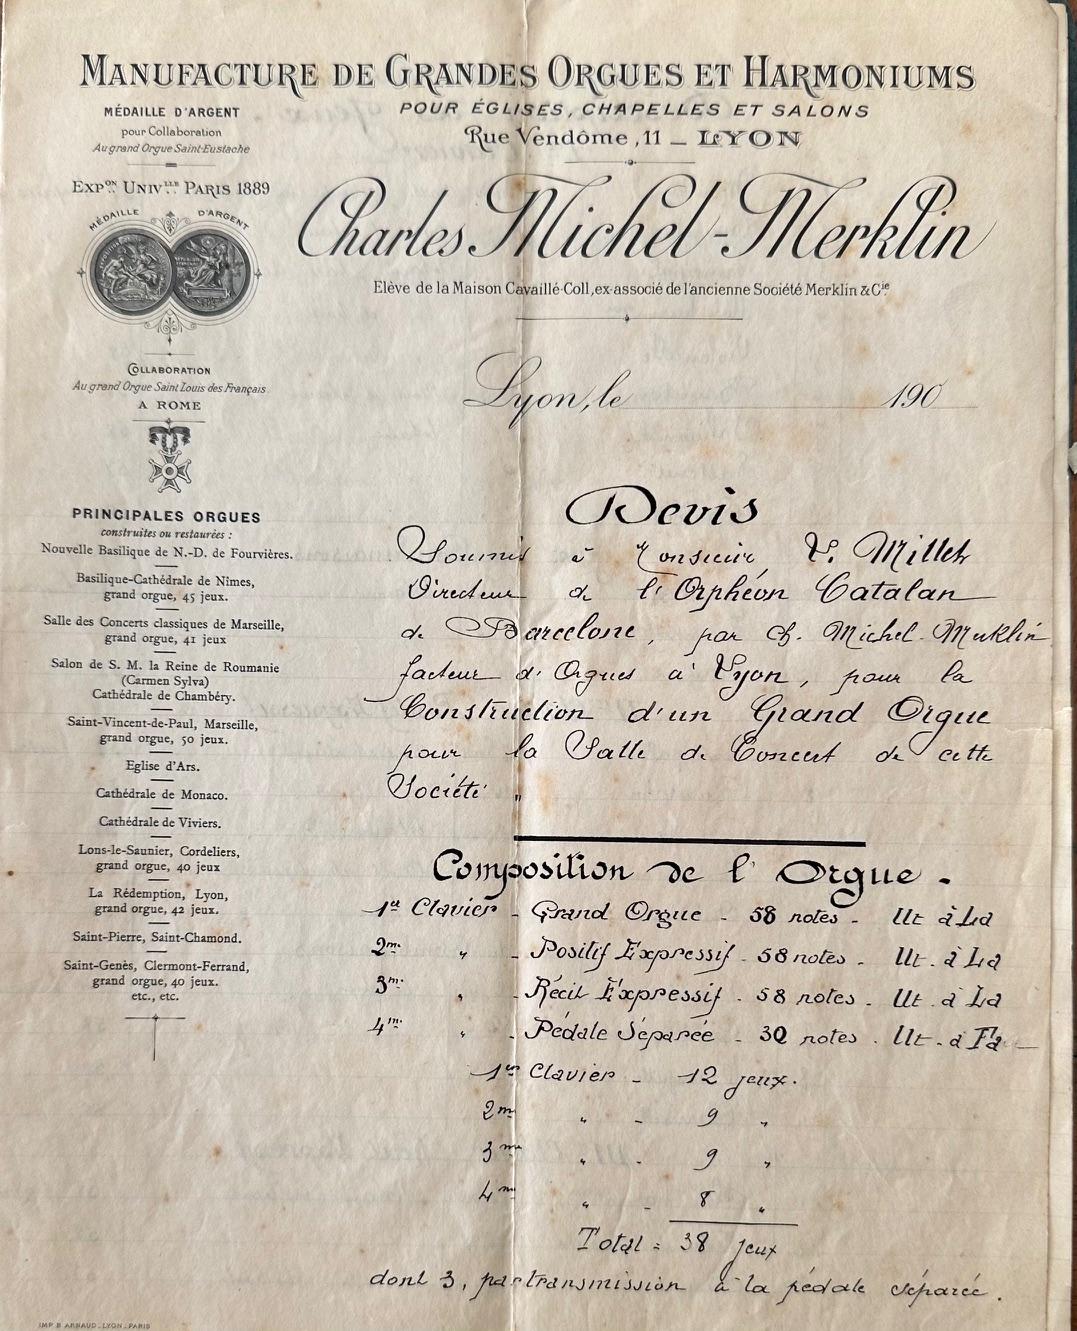 MANUFACTURE DE GRANDES ORGUES ET HARMONIUMS
POUR ÉGLISES, CHAPELLES ET SALONS
Rue Vendôme, 11 — LYON
MÉDAILLE D'ARGENT
pour Collaboration
Au grand Orgue Saint-Eustache
EXPON UNIVLLE PARIS 1889
MÉDAILLE D'ARGENT
Charles Michel-Merklin
Elève de la Maison Cavaillé-Coll, ex-associé de l'ancienne Société Merklin & Cie
COLLABORATION
Au grand Orgue Saint Louis des Français
A ROME
Lyon, le 190
PRINCIPALES ORGUES
construites ou restaurées :
Nouvelle Basilique de N.-D. de Fourvières.
Basilique-Cathédrale de Nîmes,
grand orgue, 45 jeux.
Salle des Concerts classiques de Marseille,
grand orgue, 41 jeux
Salon de S. M. la Reine de Roumanie
(Carmen Sylva)
Cathédrale de Chambéry.
Saint-Vincent-de-Paul, Marseille,
grand orgue, 50 jeux.
Eglise d'Ars.
Cathédrale de Monaco.
Cathédrale de Viviers.
Lons-le-Saunier, Cordeliers,
grand orgue, 40 jeux
La Rédemption, Lyon,
grand orgue, 42 jeux.
Saint-Pierre, Saint-Chamond.
Saint-Genès, Clermont-Ferrand,
grand orgue, 40 jeux.
etc., etc.
Devis
Soumis à Monsieur, L. Millet
Directeur de l'Orphéon Catalan
de Barcelone, par Ch. Michel-Merklin
facteur d'Orgues à Lyon, pour la
Construction d'un Grand Orgue
pour la Salle de Concert de cette
Société "
Composition de l'Orgue.
1er Clavier - Grand Orgue - 58 notes - Ut à La
2me " - Positif Expressif - 58 notes - Ut à La
3me " - Récit Expressif - 58 notes - Ut à La
4me " - Pédale Séparée - 30 notes - Ut à Fa
1er Clavier - 12 jeux.
2me " - 9 "
3me " - 9 "
4me " - 8 "
Total = 38 jeux
dont 3, par transmission à la pédale séparée.
IMP. B. ARNAUD - LYON - PARIS